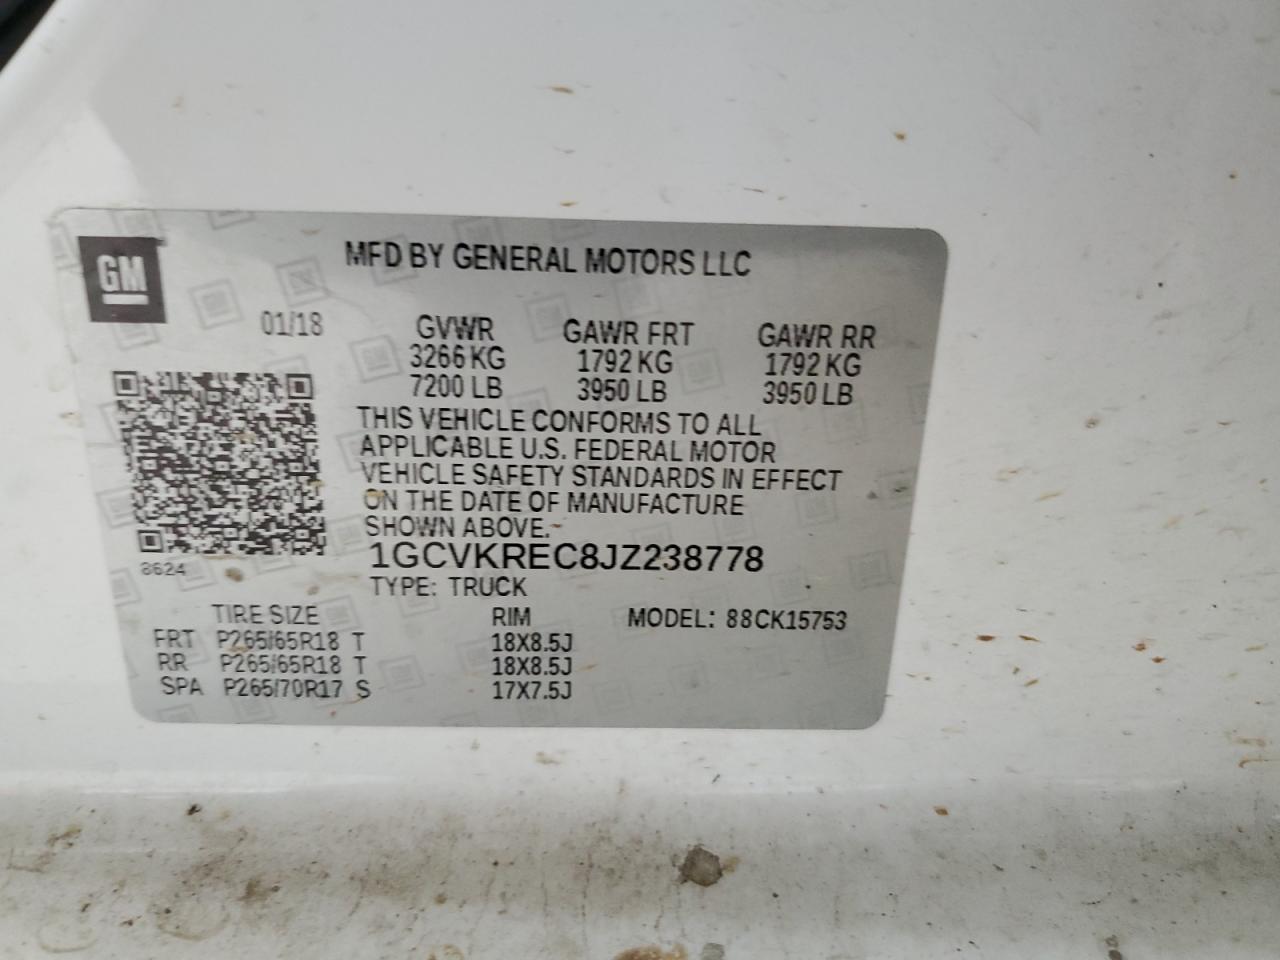 GM
MFD BY GENERAL MOTORS LLC
01/18 GVWR GAWR FRT GAWR RR
3266 KG 1792 KG 1792 KG
7200 LB 3950 LB 3950 LB
THIS VEHICLE CONFORMS TO ALL
APPLICABLE U.S. FEDERAL MOTOR
VEHICLE SAFETY STANDARDS IN EFFECT
ON THE DATE OF MANUFACTURE
SHOWN ABOVE.
1GCVKREC8JZ238778
8624
TYPE: TRUCK
TIRE SIZE RIM MODEL: 88CK15753
FRT P265/65R18 T 18X8.5J
RR P265/65R18 T 18X8.5J
SPA P265/70R17 S 17X7.5J